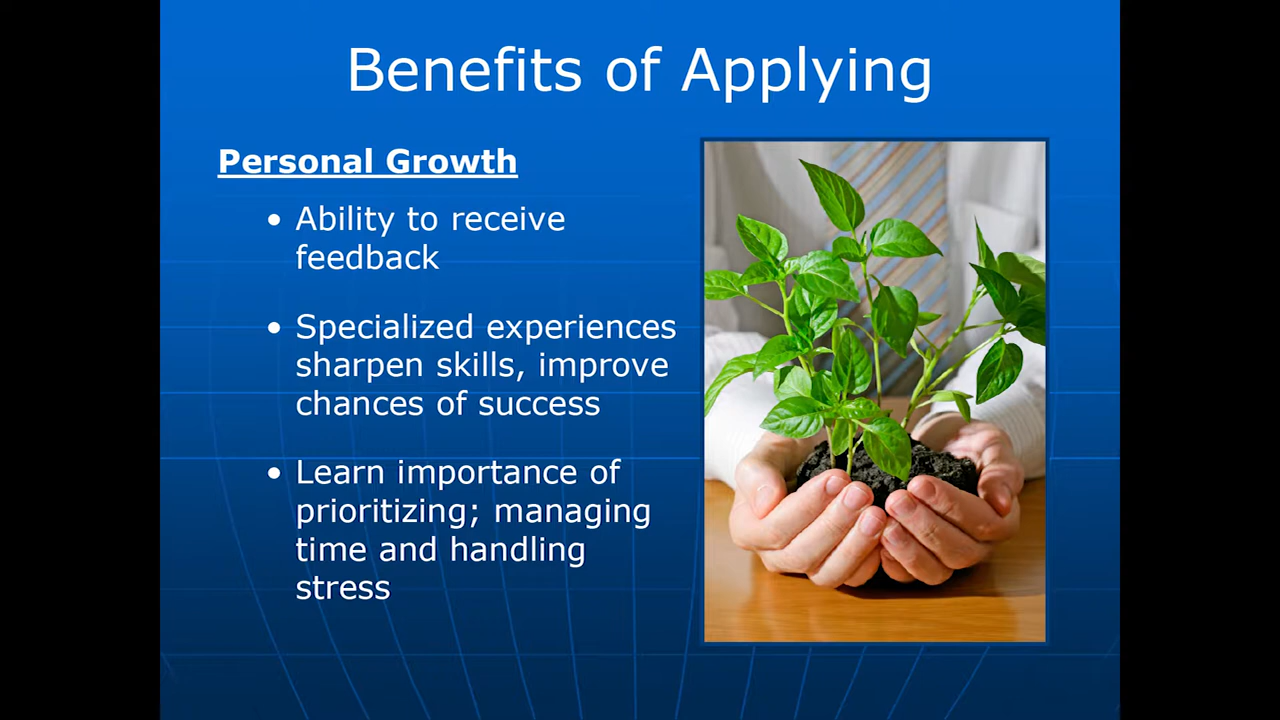 Benefits of Applying
Personal Growth
• Ability to receive
feedback
• Specialized experiences
sharpen skills, improve
chances of success
• Learn importance of
prioritizing; managing
time and handling
stress